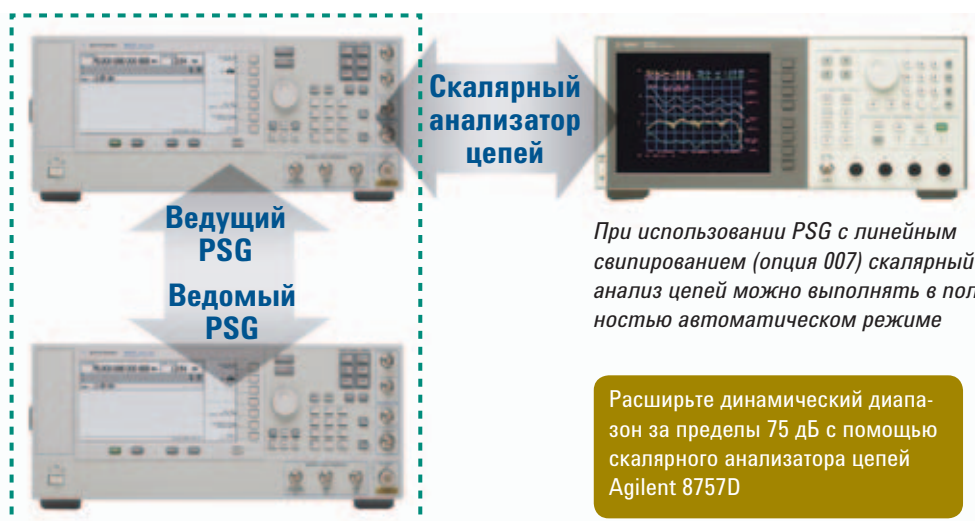 Скалярный
анализатор
цепей
Ведущий
PSG
Ведомый
PSG
При использовании PSG с линейным
свипированием (опция 007) скалярный
анализ цепей можно выполнять в пол
ностью автоматическом режиме
Расширьте динамический диапа-
зон за пределы 75 дБ с помощью
скалярного анализатора цепей
Agilent 8757D